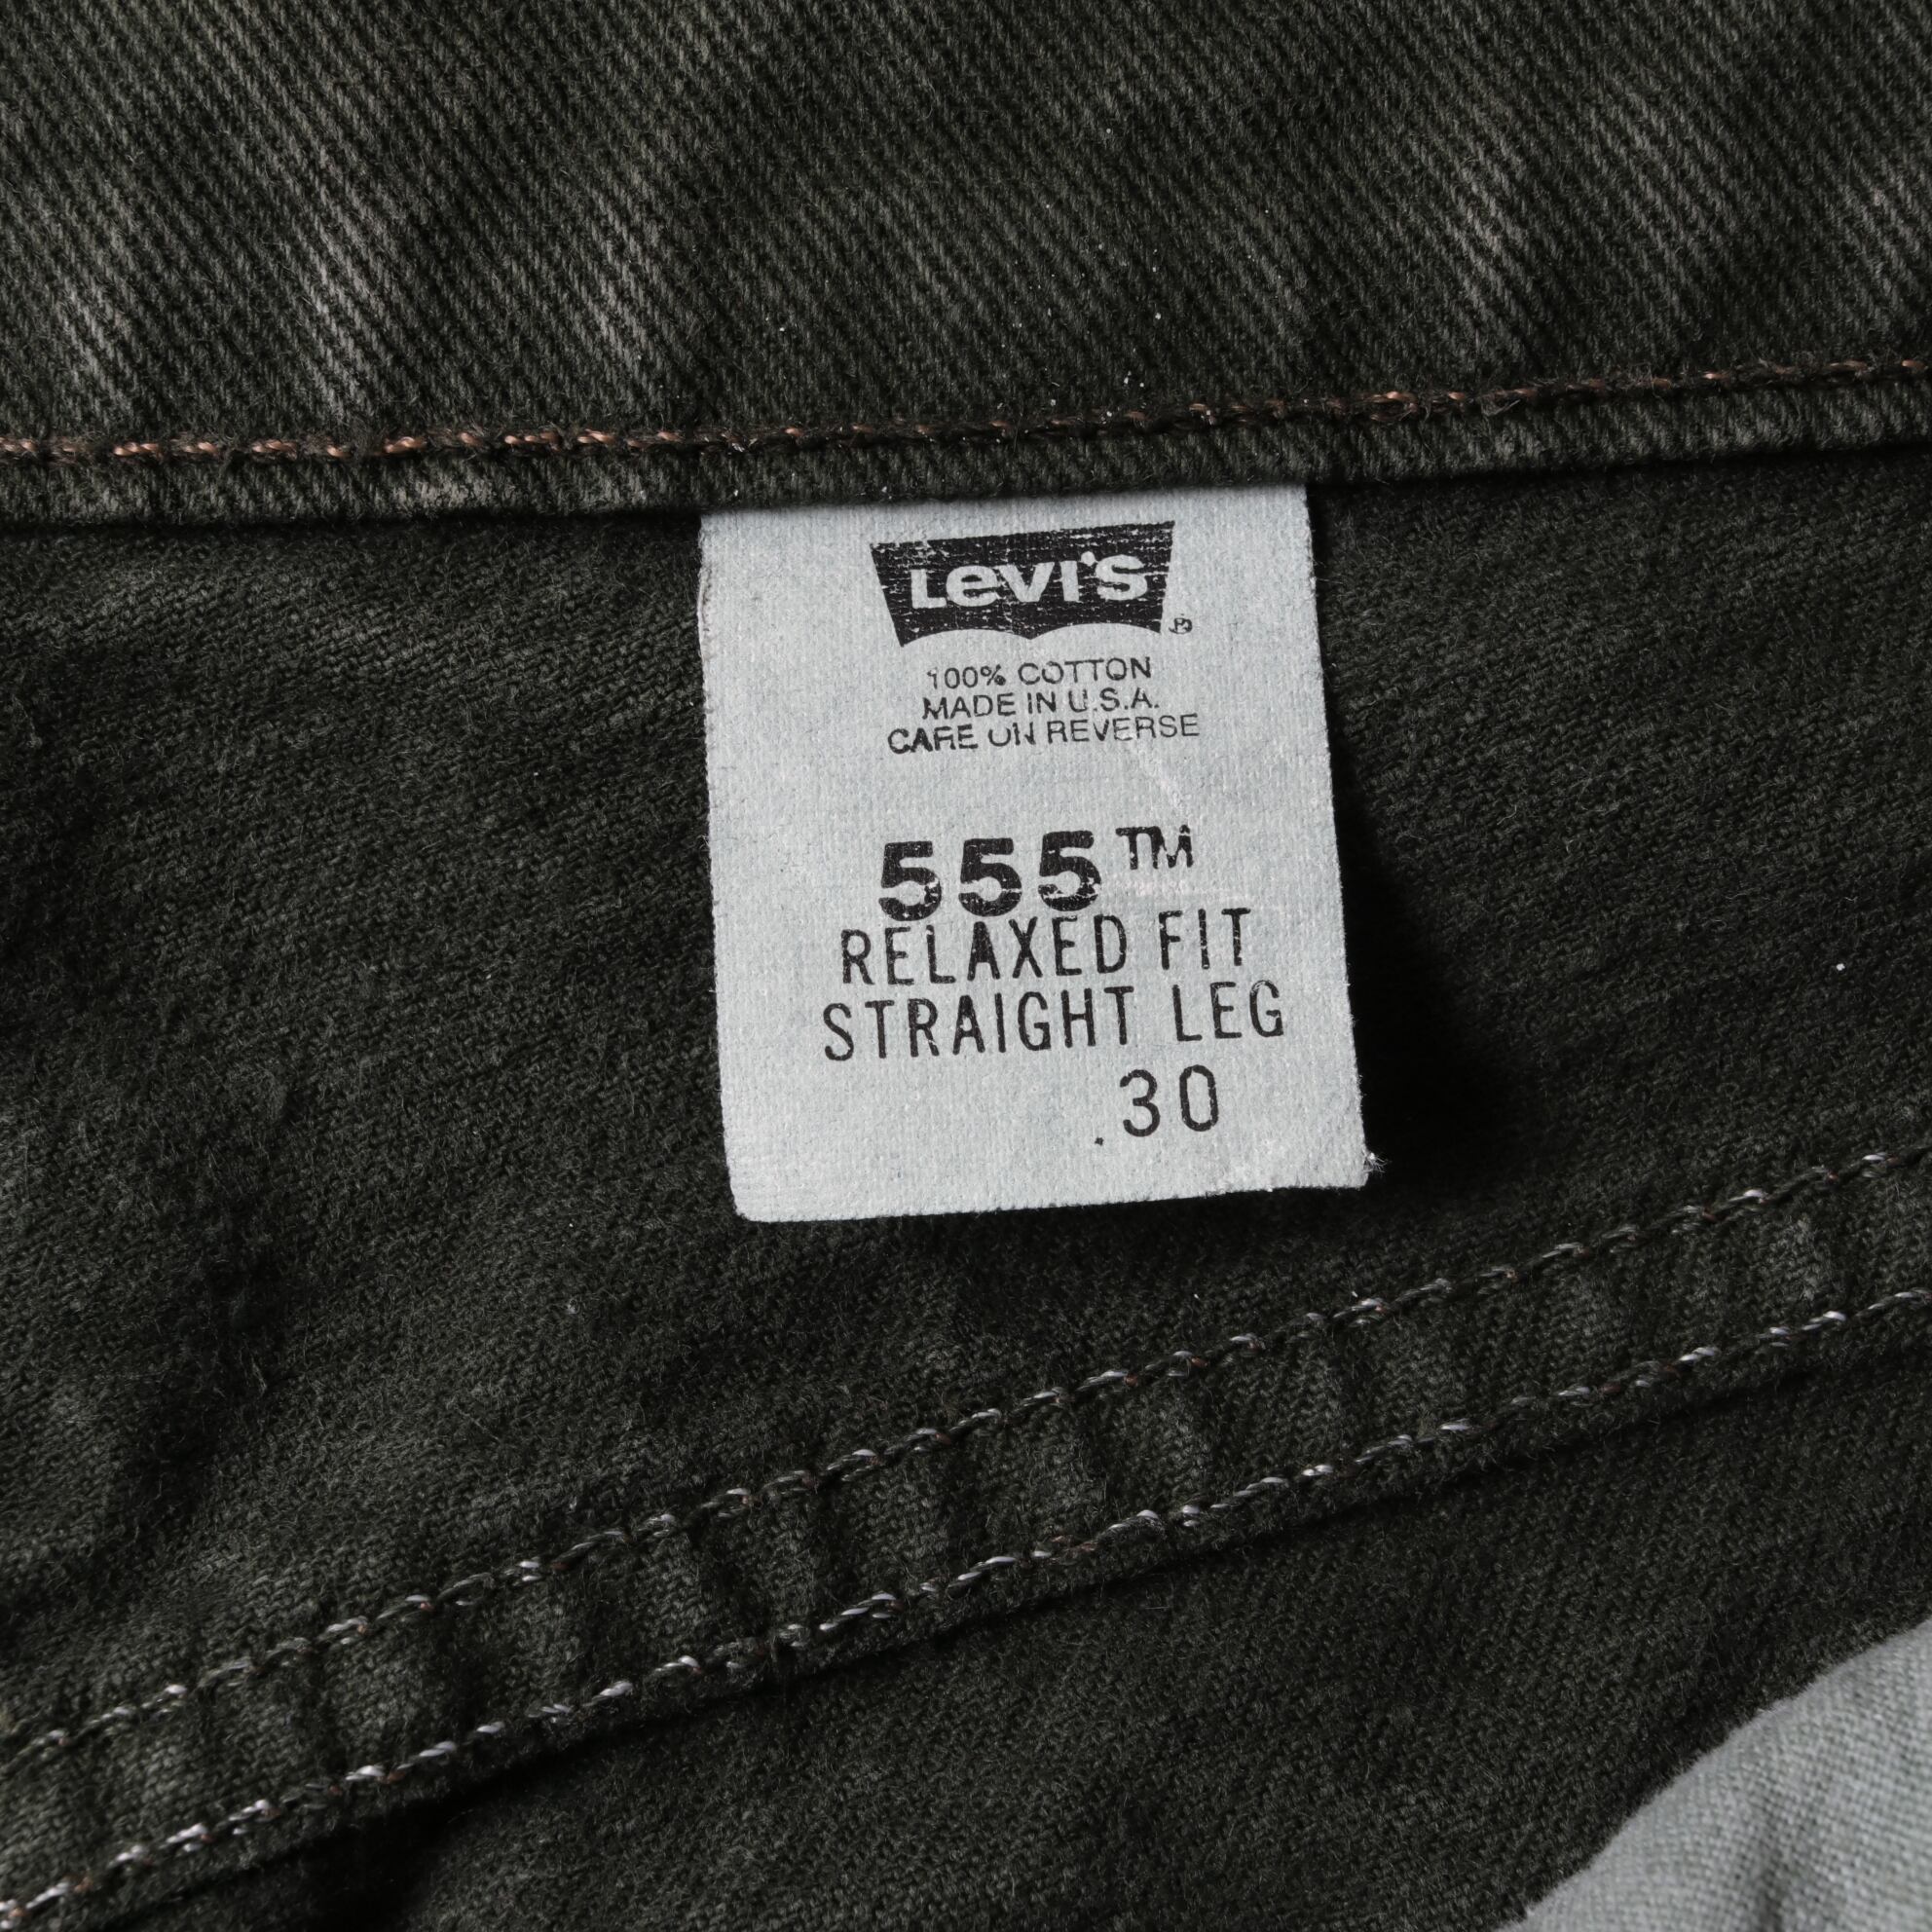 Levi's ®
100% COTTON
MADE IN U.S.A.
CARE ON REVERSE
555™
RELAXED FIT
STRAIGHT LEG
30